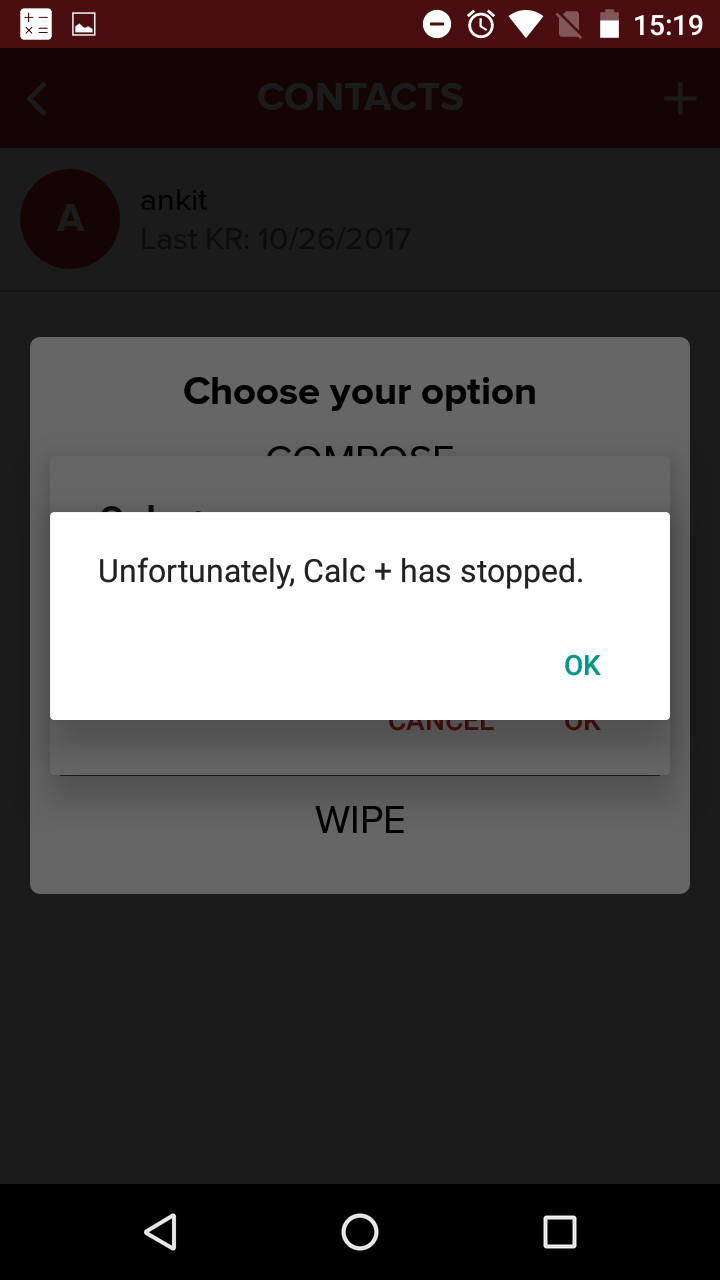 15:19
CONTACTS
A
ankit
Last KR: 10/26/2017
Choose your option
COMPOSE
Unfortunately, Calc + has stopped.
OK
CANCEL OK
WIPE